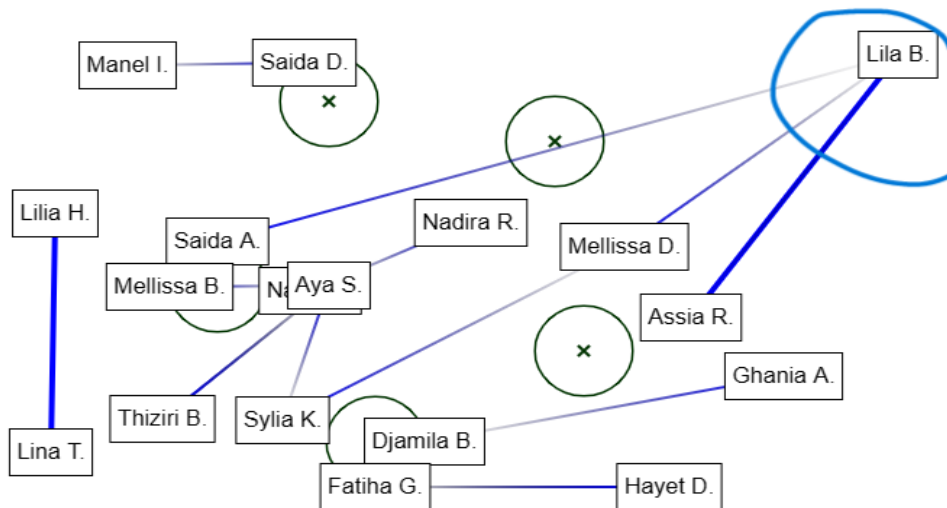 Lila B.
Manel I.
Saida D.
Lilia H.
Nadira R.
Saida A.
Mellissa D.
Mellissa B.
Aya S.
Assia R.
Ghania A.
Thiziri B.
Sylia K.
Djamila B.
Lina T.
Fatiha G.
Hayet D.